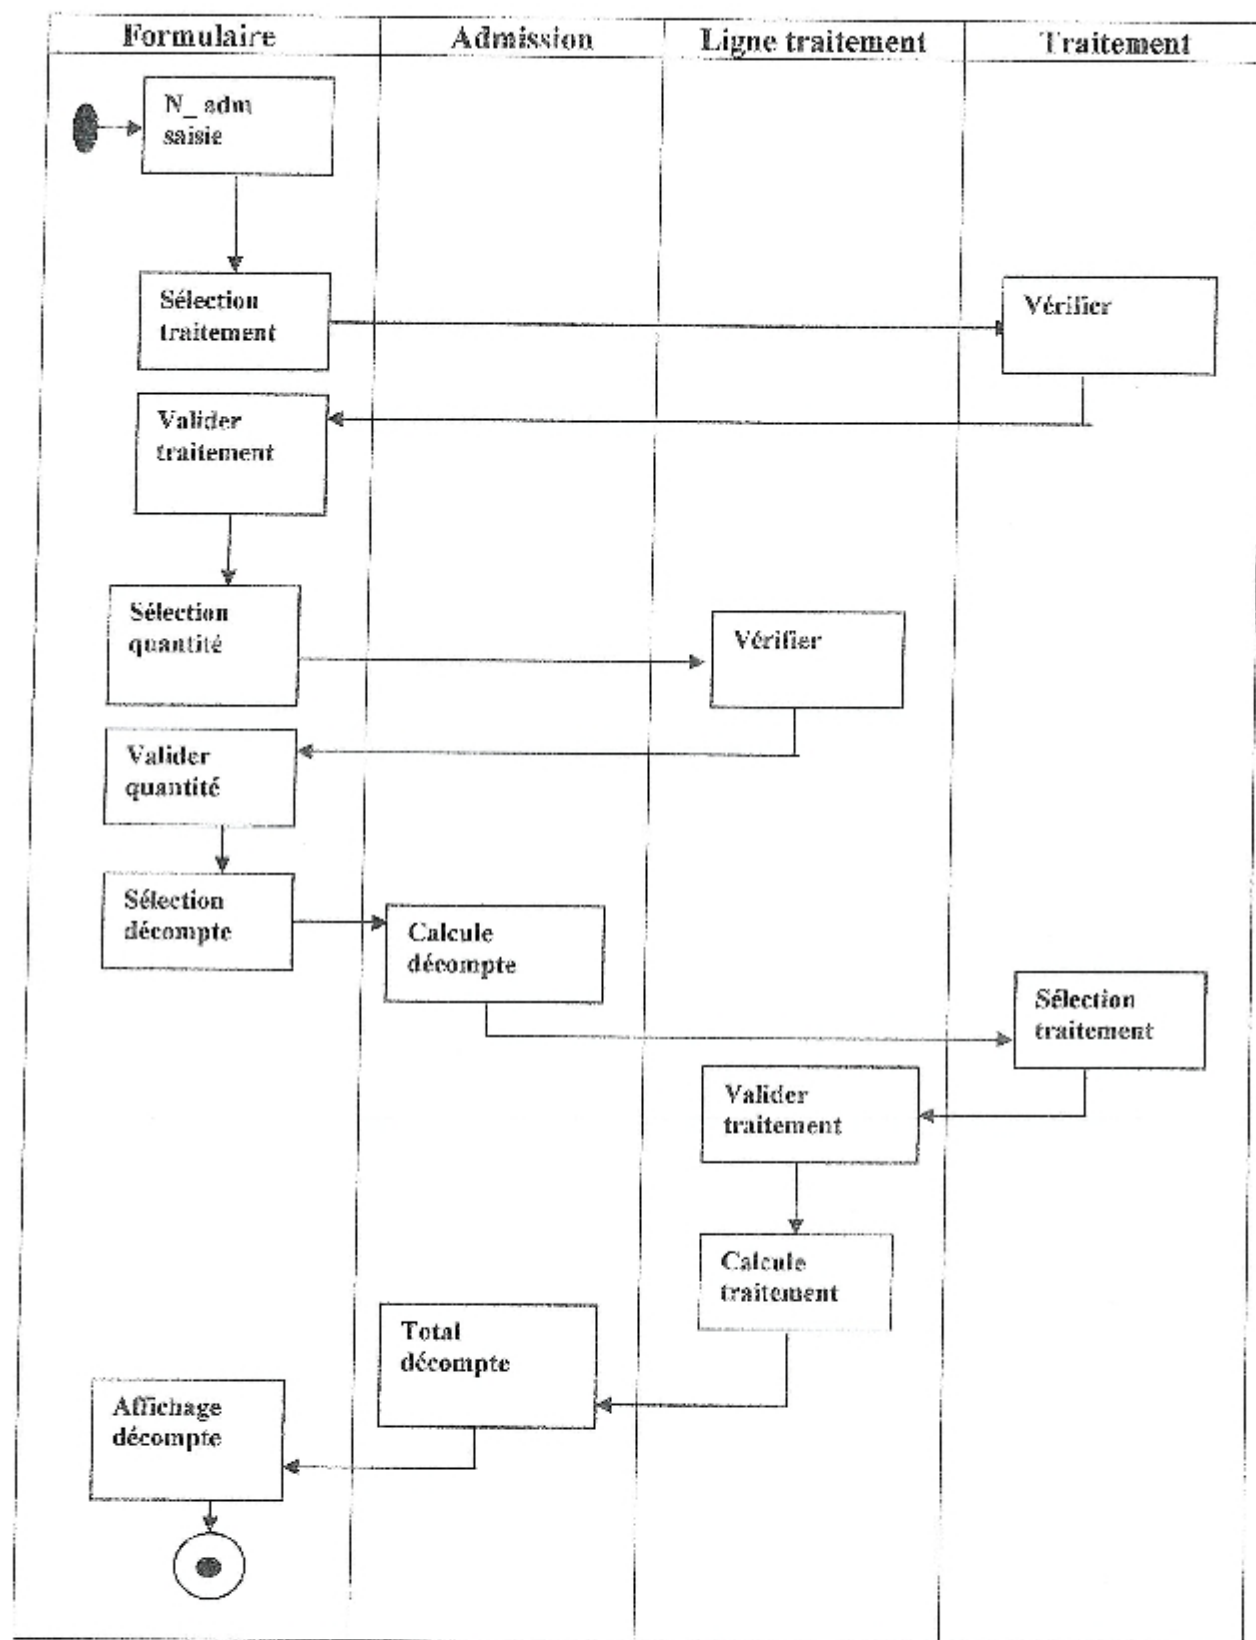 Formulaire
Admission
Ligne traitement
Traitement
N_ adm
saisie
Sélection
traitement
Vérifier
Valider
traitement
Sélection
quantité
Vérifier
Valider
quantité
Sélection
décompte
Calcule
décompte
Sélection
traitement
Valider
traitement
Calcule
traitement
Total
décompte
Affichage
décompte